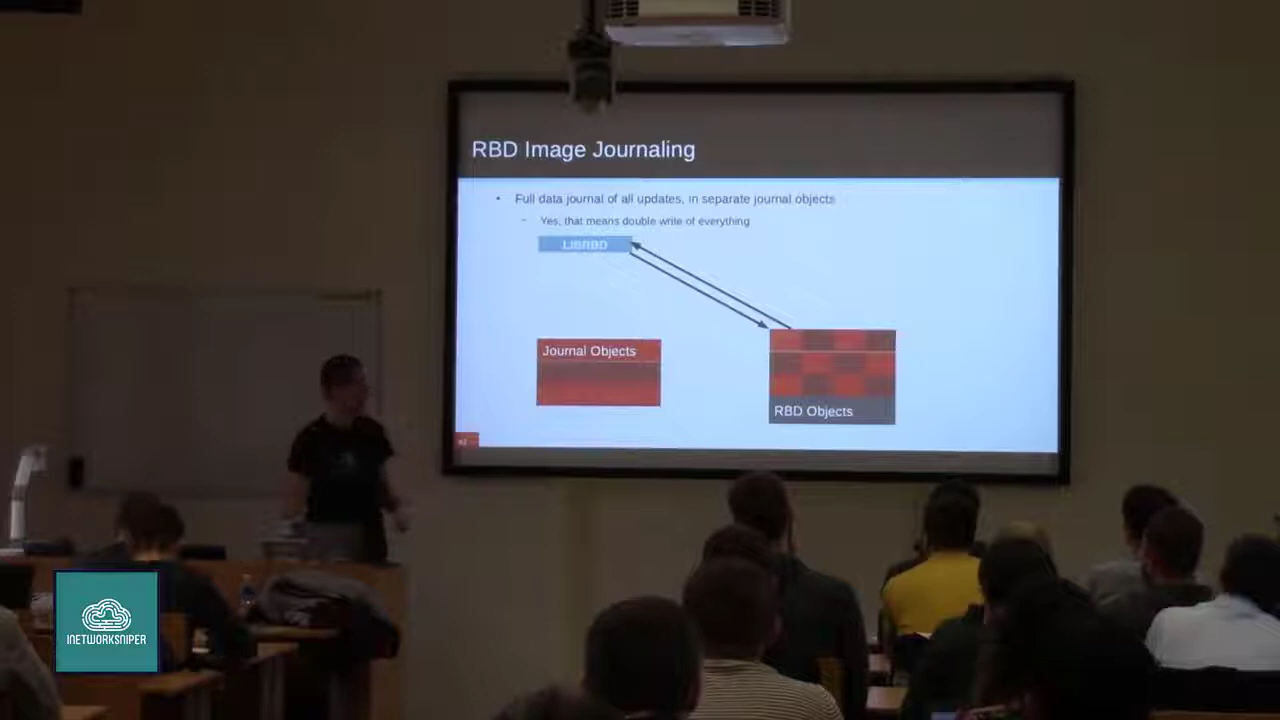 RBD Image Journaling
• Full data journal of all updates, in separate journal objects
– Yes, that means double write of everything
LIBRBD
Journal Objects
RBD Objects
INETWORKSNIPER